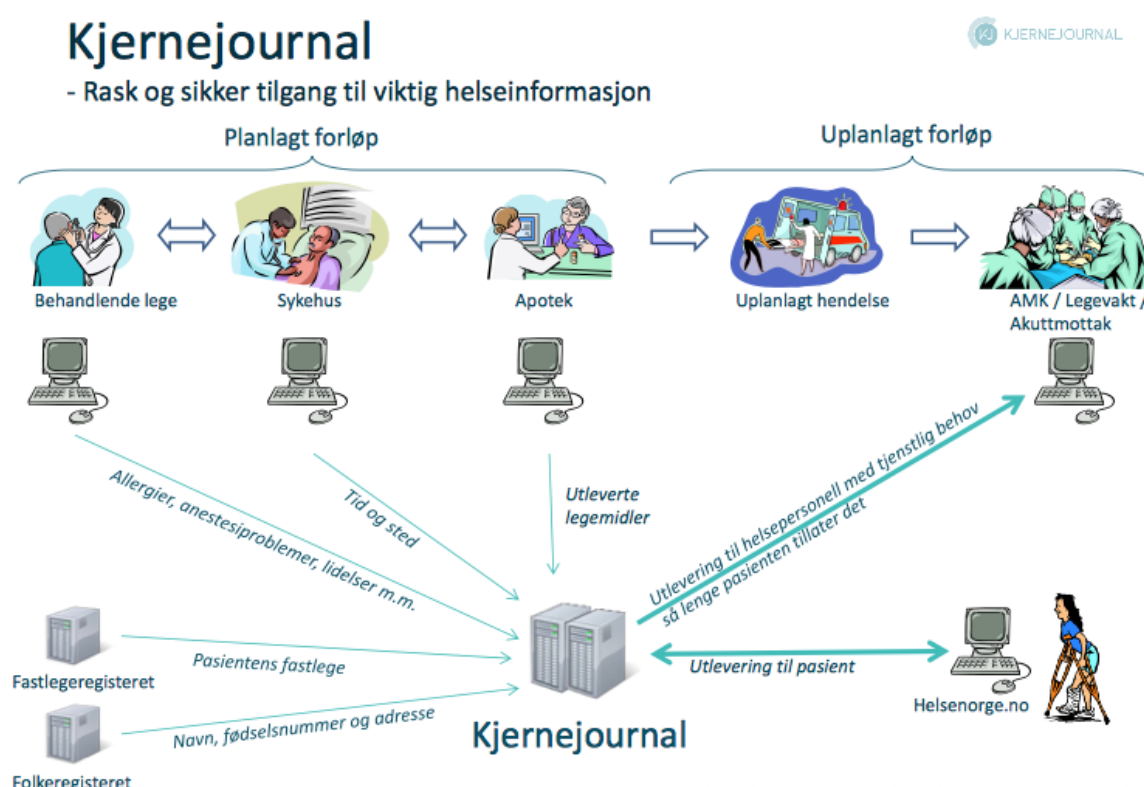 Kjernejournal
KJ KJERNEJOURNAL
- Rask og sikker tilgang til viktig helseinformasjon
Planlagt forløp
Uplanlagt forløp
Behandlende lege
Sykehus
Apotek
Uplanlagt hendelse
AMK / Legevakt /
Akuttmottak
Allergier, anestesiproblemer, lidelser m.m.
Tid og sted
Utleverte
legemidler
Utlevering til helsepersonell med tjenstlig behov
så lenge pasienten tillater det
Fastlegeregisteret
Pasientens fastlege
Utlevering til pasient
Helsenorge.no
Navn, fødselsnummer og adresse
Kjernejournal
Folkeregisteret